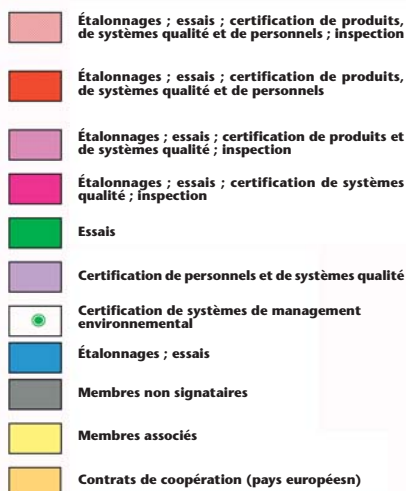 Étalonnages ; essais ; certification de produits,
de systèmes qualité et de personnels ; inspection
Étalonnages ; essais ; certification de produits,
de systèmes qualité et de personnels
Étalonnages ; essais ; certification de produits et
de systèmes qualité ; inspection
Étalonnages ; essais ; certification de systèmes
qualité ; inspection
Essais
Certification de personnels et de systèmes qualité
Certification de systèmes de management
environnemental
Étalonnages ; essais
Membres non signataires
Membres associés
Contrats de coopération (pays européesn)